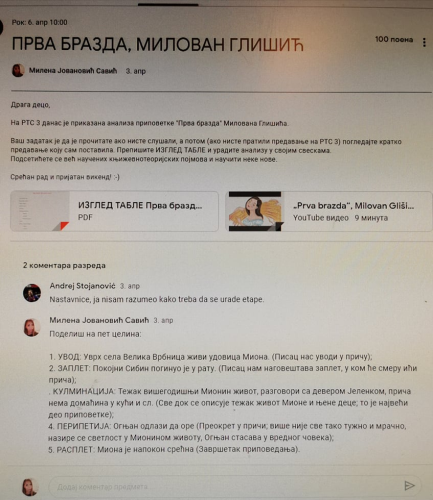 Рок: 6. апр 10:00
ПРВА БРАЗДА, МИЛОВАН ГЛИШИЋ
100 поена
Милена Јовановић Савић 3. апр
Драга децо,
На РТС 3 данас је приказана анализа приповетке "Прва бразда" Милована Глишића.
Ваш задатак је да је прочитате ако нисте слушали, а потом (ако нисте пратили предавање на РТС 3) погледајте кратко
предавање коју сам поставила. Препишите ИЗГЛЕД ТАБЛЕ и урадите анализу у својим свескама.
Подсетићете се већ научених књижевнотеоријских појмова и научити неке нове.
Срећан рад и пријатан викенд! :-)
ИЗГЛЕД ТАБЛЕ Прва бразд...
PDF
„Prva brazda", Milovan Gliši...
YouTube видео 9 минута
2 коментара разреда
Andrej Stojanović 3. апр
Nastavnice, ja nisam razumeo kako treba da se urade etape.
Милена Јовановић Савић 3. апр
Поделиш на пет целина:
1. УВОД: Уврх села Велика Врбница живи удовица Миона. (Писац нас уводи у причу);
2. ЗАПЛЕТ: Покојни Сибин погинуо је у рату. (Писац нам наговештава заплет, у ком ће смеру ићи
прича);
. КУЛМИНАЦИЈА: Тежак вишегодишњи Мионин живот, разговори са девером Јеленком, прича
нема домаћина у кући и сл. (Све док се описује тежак живот Мионе и њене деце; то је највећи
део приповетке);
4. ПЕРИПЕТИЈА: Огњан одлази да оре (Преокрет у причи; више није све тако тужно и мрачно,
назире се светлост у Мионином животу, Огњан стасава у вредног човека);
5. РАСПЛЕТ: Миона је напокон срећна (Завршетак приповедања).
Додај коментар предмета...